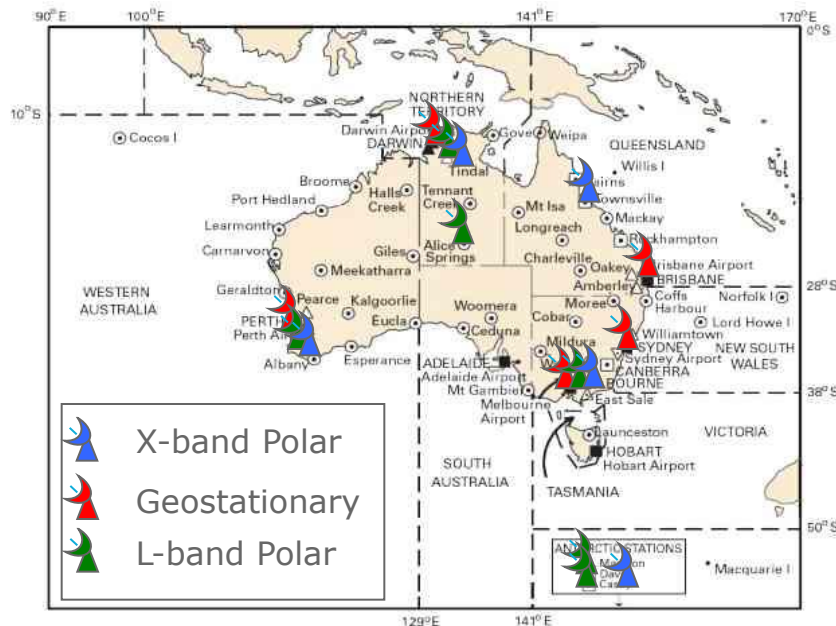 90°E
100°E
141°E
170°E
0°S
10°S
NORTHERN
TERRITORY
Cocos I
Darwin Airport
DARWIN
Gove
Weipa
QUEENSLAND
Tindal
Willis I
Broome
Halls
Creek
Tennant
Creek
Townsville
Port Hedland
Mt Isa
Mackay
Learmonth
Longreach
Rockhampton
Carnarvon
Giles
Alice
Springs
Charleville
Oakey
Brisbane Airport
Meekatharra
Amberley
BRISBANE
28°S
WESTERN
AUSTRALIA
Geraldton
Pearce
Kalgoorlie
Woomera
Moree
Coffs
Harbour
Norfolk I
PERTH
Eucla
Ceduna
Cobar
Williamtown
Lord Howe I
Mildura
SYDNEY
Sydney Airport
NEW SOUTH
WALES
Albany
Esperance
ADELAIDE
Adelaide Airport
CANBERRA
Mt Gambier
38°S
Melbourne
Airport
East Sale
Launceston
VICTORIA
HOBART
Hobart Airport
SOUTH
AUSTRALIA
TASMANIA
X-band Polar
Geostationary
L-band Polar
50°S
ANTARCTIC STATIONS
Macquarie I
129°E
141°E